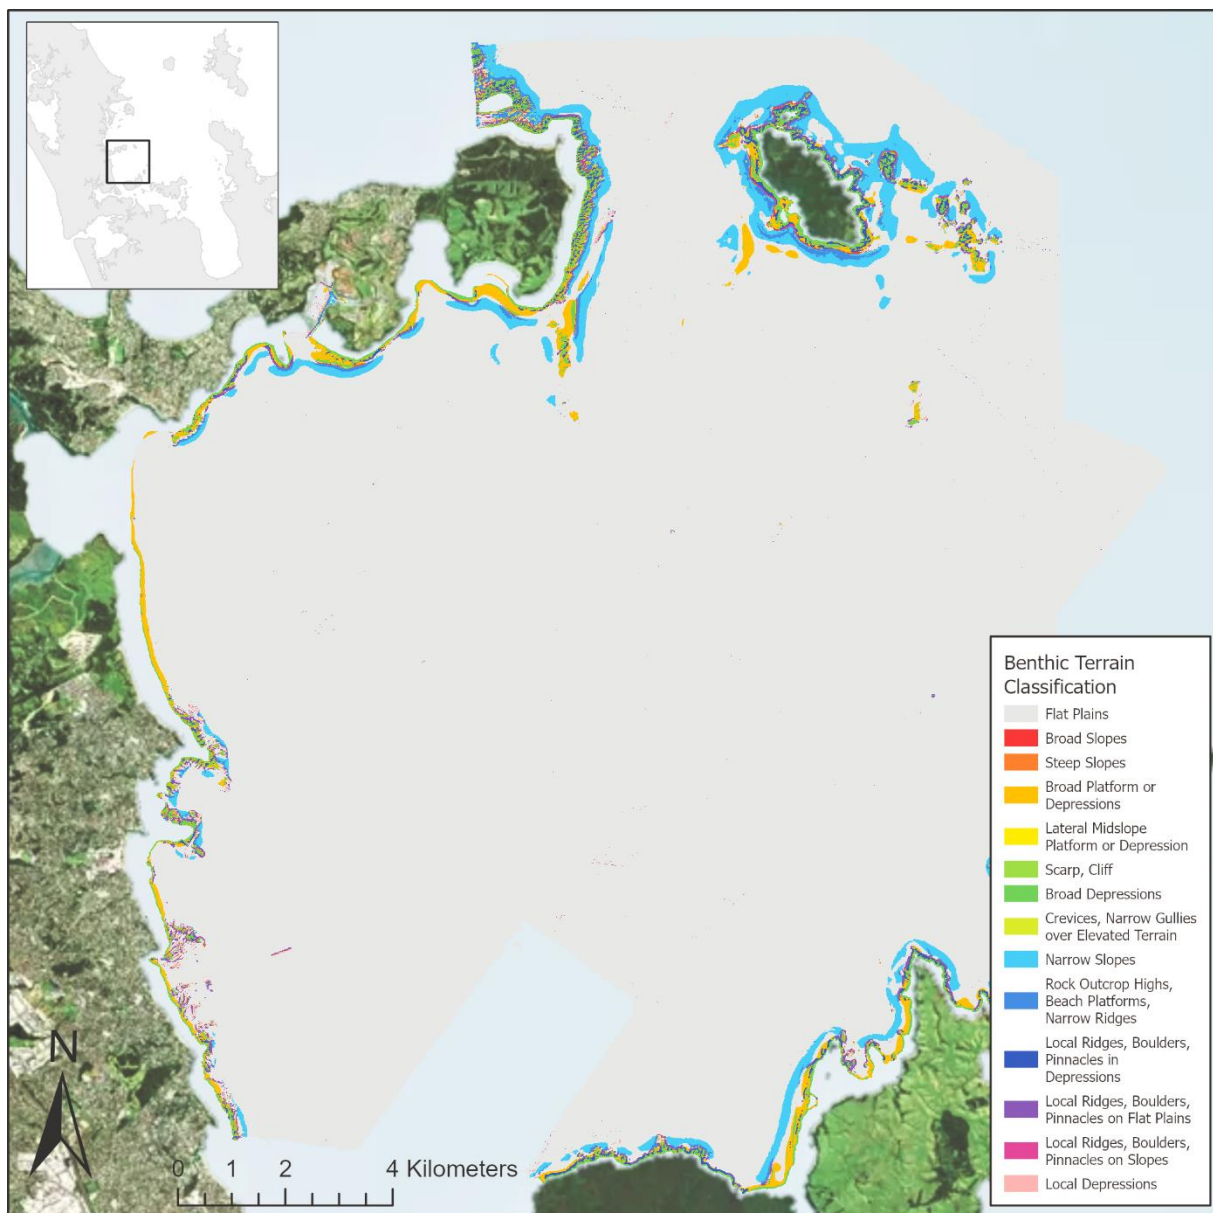 Benthic Terrain
Classification
Flat Plains
Broad Slopes
Steep Slopes
Broad Platform or
Depressions
Lateral Midslope
Platform or Depression
Scarp, Cliff
Broad Depressions
Crevices, Narrow Gullies
over Elevated Terrain
Narrow Slopes
Rock Outcrop Highs,
Beach Platforms,
Narrow Ridges
Local Ridges, Boulders,
Pinnacles in
Depressions
Local Ridges, Boulders,
Pinnacles on Flat Plains
Local Ridges, Boulders,
Pinnacles on Slopes
Local Depressions
N
0 1 2 4 Kilometers